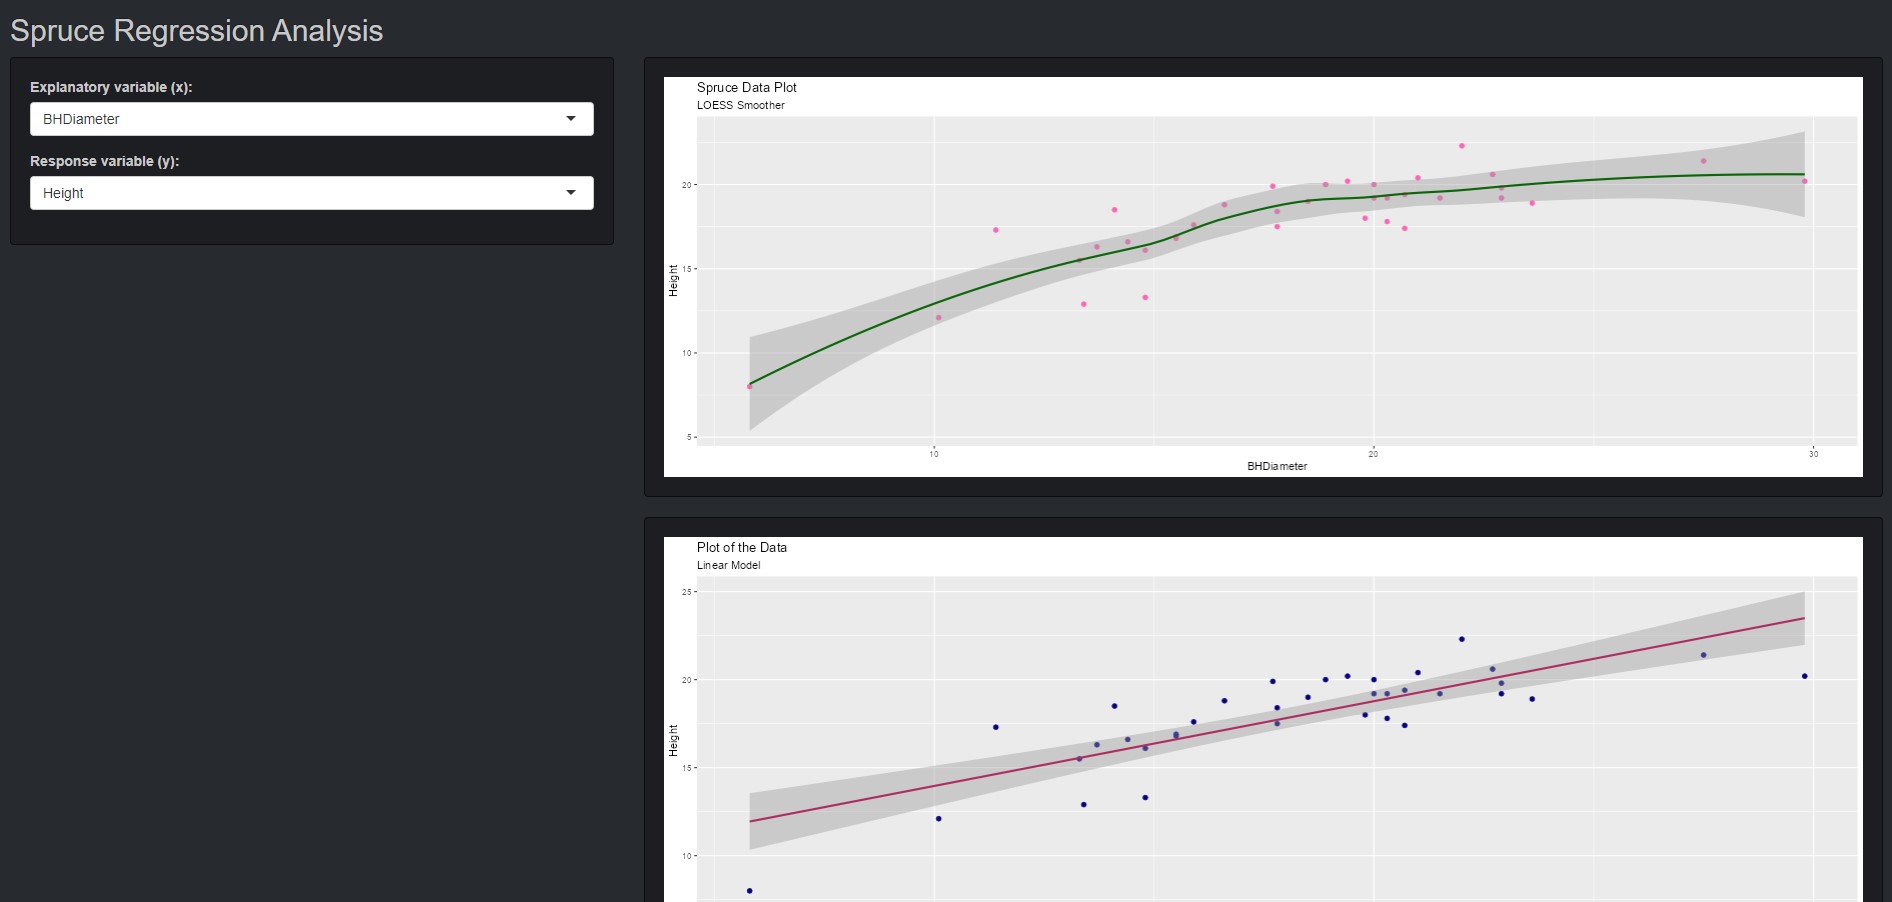 Spruce Regression Analysis
Explanatory variable (x):
BHDiameter
Response variable (y):
Height
Spruce Data Plot
LOESS Smoother
20
15
10
5
Height
10
20
30
BHDiameter
Plot of the Data
Linear Model
25
20
15
10
Height